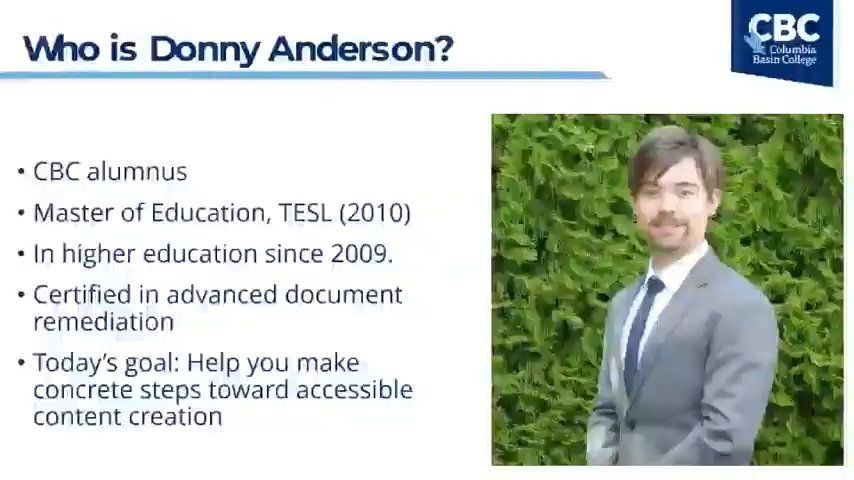 Who is Donny Anderson?
CBC
Columbia
Basin College
• CBC alumnus
• Master of Education, TESL (2010)
• In higher education since 2009.
• Certified in advanced document
remediation
• Today's goal: Help you make
concrete steps toward accessible
content creation